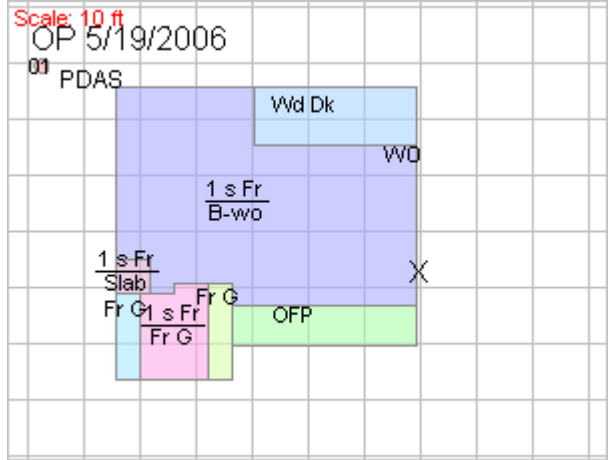 Scale: 10 ft
OP 5/19/2006
PDAS
Wd Dk
WO
1 s Fr
B-wo
X
1 s Fr
Slab
Fr G
Fr G
1 s Fr
Fr G
OFP